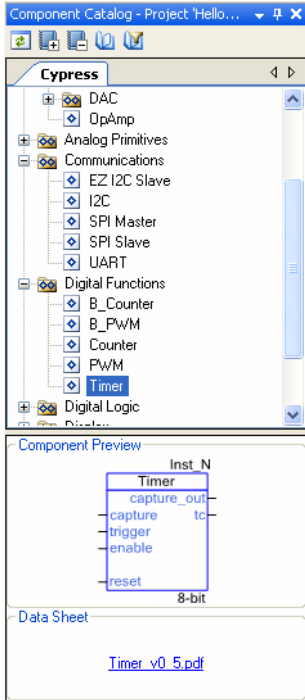 Component Catalog - Project 'Hello...
Cypress
DAC
OpAmp
Analog Primitives
Communications
EZ I2C Slave
I2C
SPI Master
SPI Slave
UART
Digital Functions
B_Counter
B_PWM
Counter
PWM
Timer
Digital Logic
Component Preview
Inst_N
Timer
capture_out
capture tc
trigger
enable
reset
8-bit
Data Sheet
Timer_v0_5.pdf